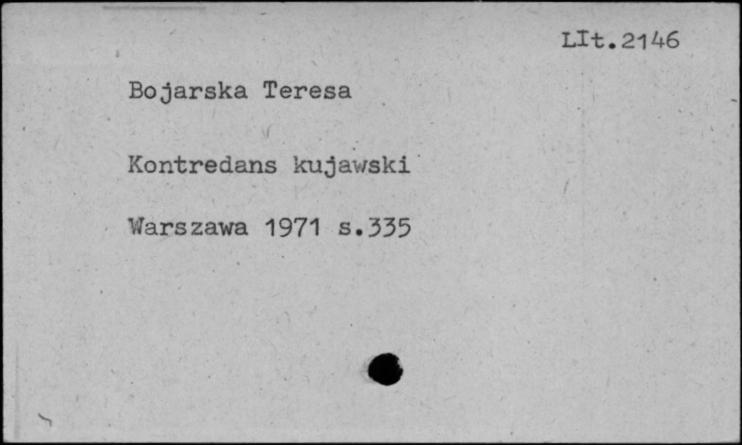 LIt.2146
Bojarska Teresa
Kontredans kujawski
Warszawa 1971 s.335